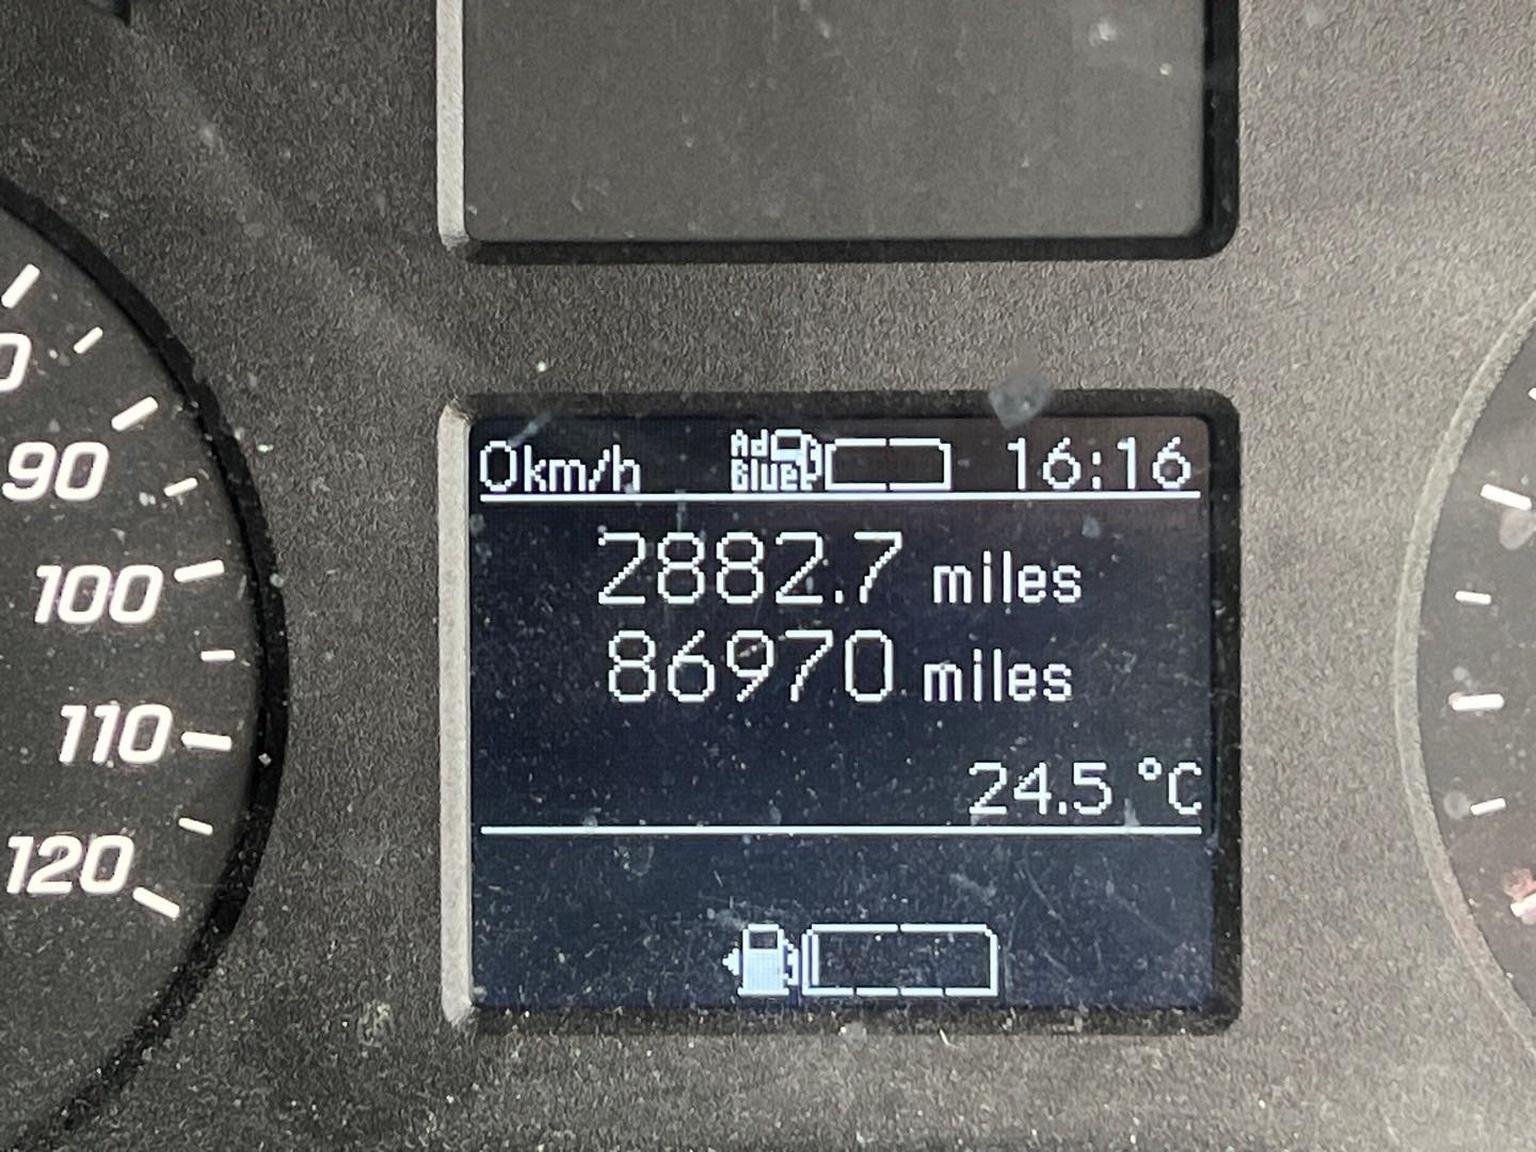 0km/h Ad Blue 16:16
2882.7 miles
86970 miles
24.5 °C
90
100
110
120